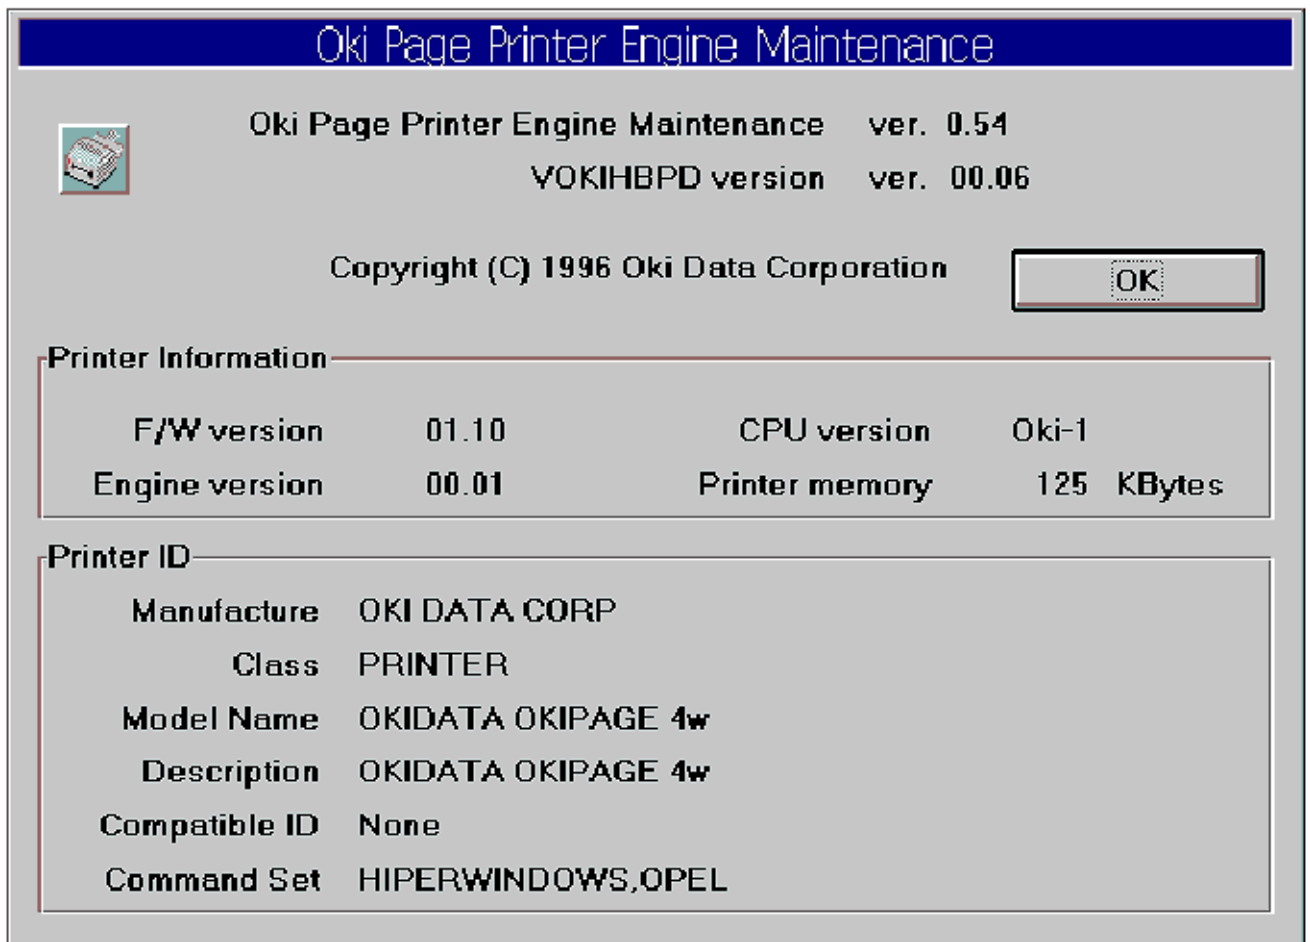 Oki Page Printer Engine Maintenance
Oki Page Printer Engine Maintenance ver. 0.54
VOKIHBPD version ver. 00.06
Copyright (C) 1996 Oki Data Corporation
OK
Printer Information
F/W version 01.10 CPU version Oki-1
Engine version 00.01 Printer memory 125 KBytes
Printer ID
Manufacture OKI DATA CORP
Class PRINTER
Model Name OKIDATA OKIPAGE 4w
Description OKIDATA OKIPAGE 4w
Compatible ID None
Command Set HIPERWINDOWS,OPEL